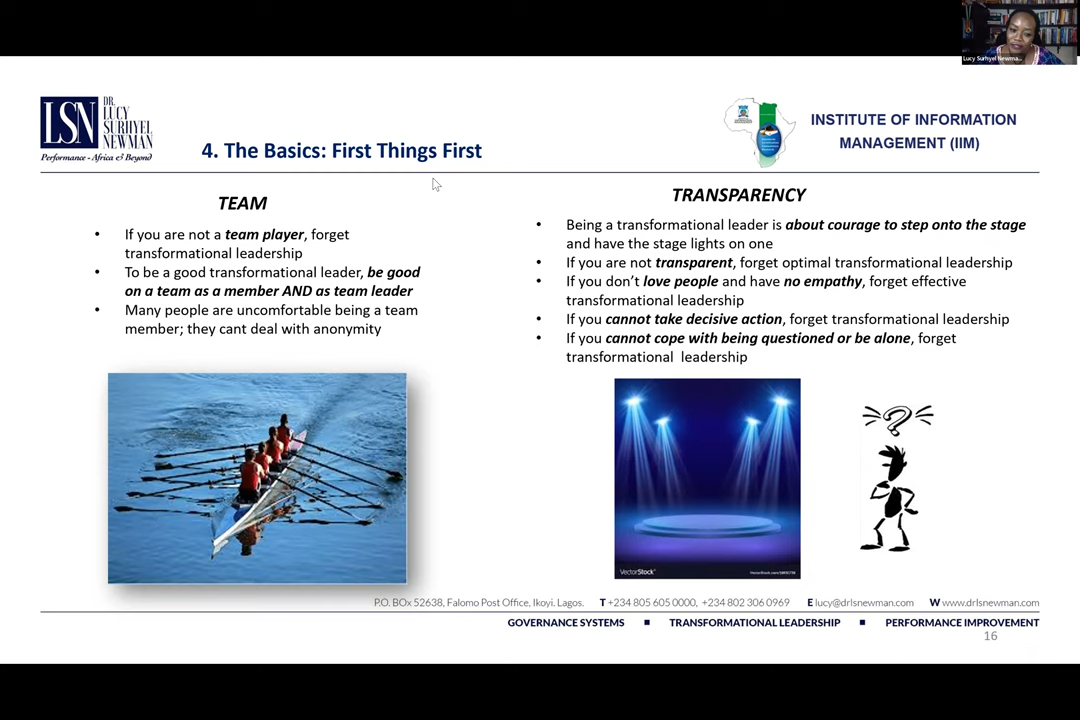 Lucy Surhyel Newma...
LSN
DR.
LUCY
SURHYEL
NEWMAN
Performance - Africa & Beyond
INSTITUTE OF INFORMATION
MANAGEMENT (IIM)
4. The Basics: First Things First
TEAM
• If you are not a team player, forget
transformational leadership
• To be a good transformational leader, be good
on a team as a member AND as team leader
• Many people are uncomfortable being a team
member; they cant deal with anonymity
TRANSPARENCY
• Being a transformational leader is about courage to step onto the stage
and have the stage lights on one
• If you are not transparent, forget optimal transformational leadership
• If you don’t love people and have no empathy, forget effective
transformational leadership
• If you cannot take decisive action, forget transformational leadership
• If you cannot cope with being questioned or be alone, forget
transformational leadership
?
VectorStock
P.O. BOx 52638, Falomo Post Office, Ikoyi. Lagos. T +234 805 605 0000, +234 802 306 0969 E lucy@drlsnewman.com W www.drlsnewman.com
GOVERNANCE SYSTEMS ■ TRANSFORMATIONAL LEADERSHIP ■ PERFORMANCE IMPROVEMENT
16